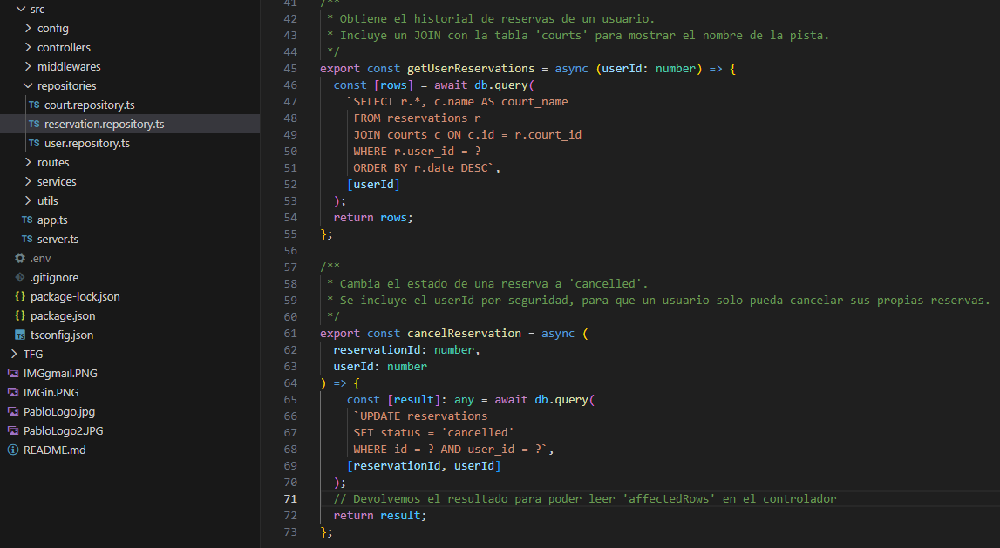 src
config
controllers
middlewares
repositories
TS court.repository.ts
TS reservation.repository.ts
TS user.repository.ts
routes
services
utils
TS app.ts
TS server.ts
.env
.gitignore
{} package-lock.json
{} package.json
TS tsconfig.json
TFG
IMGgmail.PNG
IMGin.PNG
PabloLogo.jpg
PabloLogo2.JPG
README.md
41 /**
42 * Obtiene el historial de reservas de un usuario.
43 * Incluye un JOIN con la tabla 'courts' para mostrar el nombre de la pista.
44 */
45 export const getUserReservations = async (userId: number) => {
46 const [rows] = await db.query(
47 `SELECT r.*, c.name AS court_name
48 FROM reservations r
49 JOIN courts c ON c.id = r.court_id
50 WHERE r.user_id = ?
51 ORDER BY r.date DESC`,
52 [userId]
53 );
54 return rows;
55 };
56
57 /**
58 * Cambia el estado de una reserva a 'cancelled'.
59 * Se incluye el userId por seguridad, para que un usuario solo pueda cancelar sus propias reservas.
60 */
61 export const cancelReservation = async (
62 reservationId: number,
63 userId: number
64 ) => {
65 const [result]: any = await db.query(
66 `UPDATE reservations
67 SET status = 'cancelled'
68 WHERE id = ? AND user_id = ?`,
69 [reservationId, userId]
70 );
71 // Devolvemos el resultado para poder leer 'affectedRows' en el controlador
72 return result;
73 };